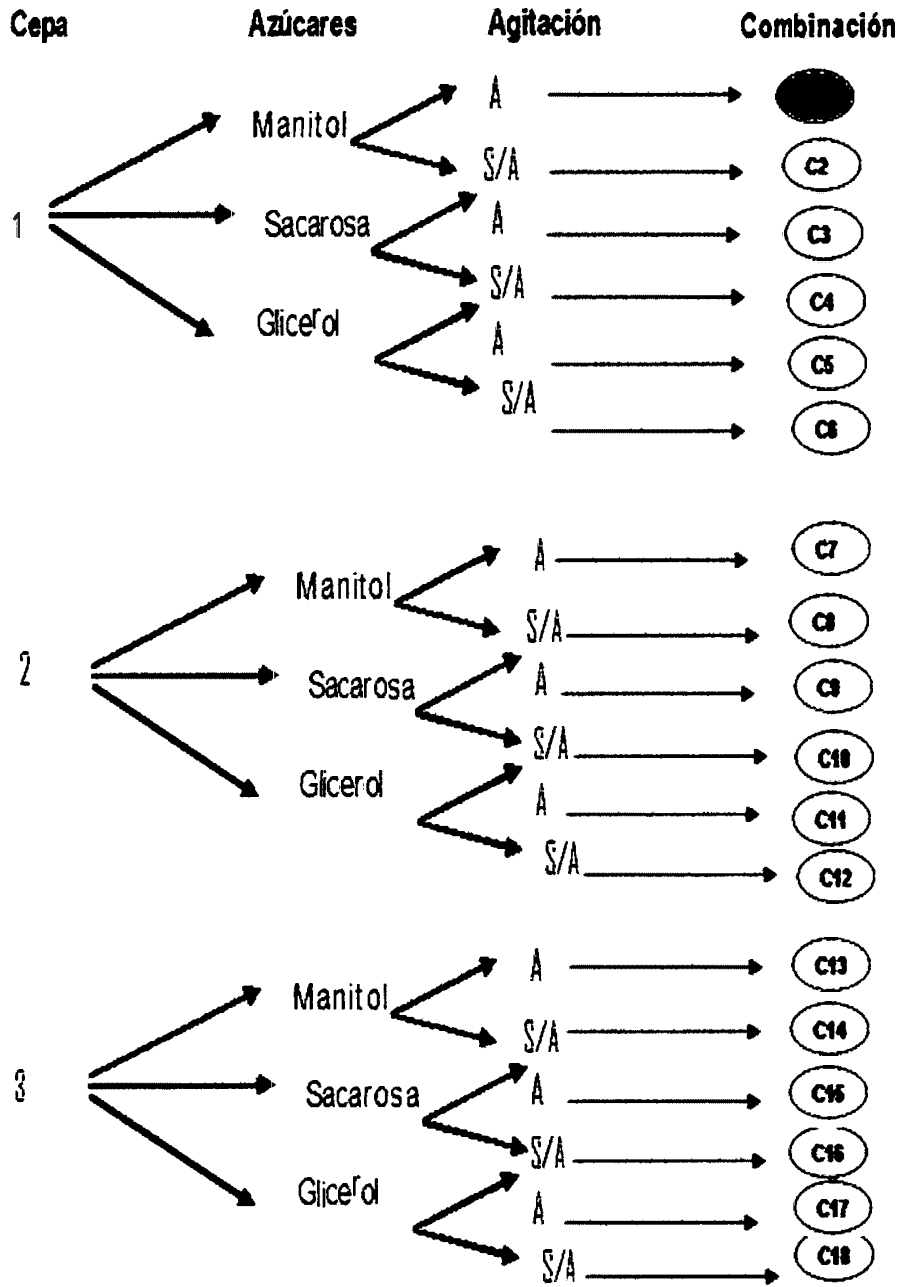 Cepa Azúcares Agitación Combinación
A
Manitol
S/A C2
1 Sacarosa A C3
S/A C4
Glicerol
A C5
S/A
C6
A C7
Manitol
S/A C8
2 Sacarosa A C9
S/A C10
Glicerol A C11
S/A C12
A C13
Manitol
S/A C14
3 Sacarosa A C15
S/A C16
Glicerol A C17
S/A C18